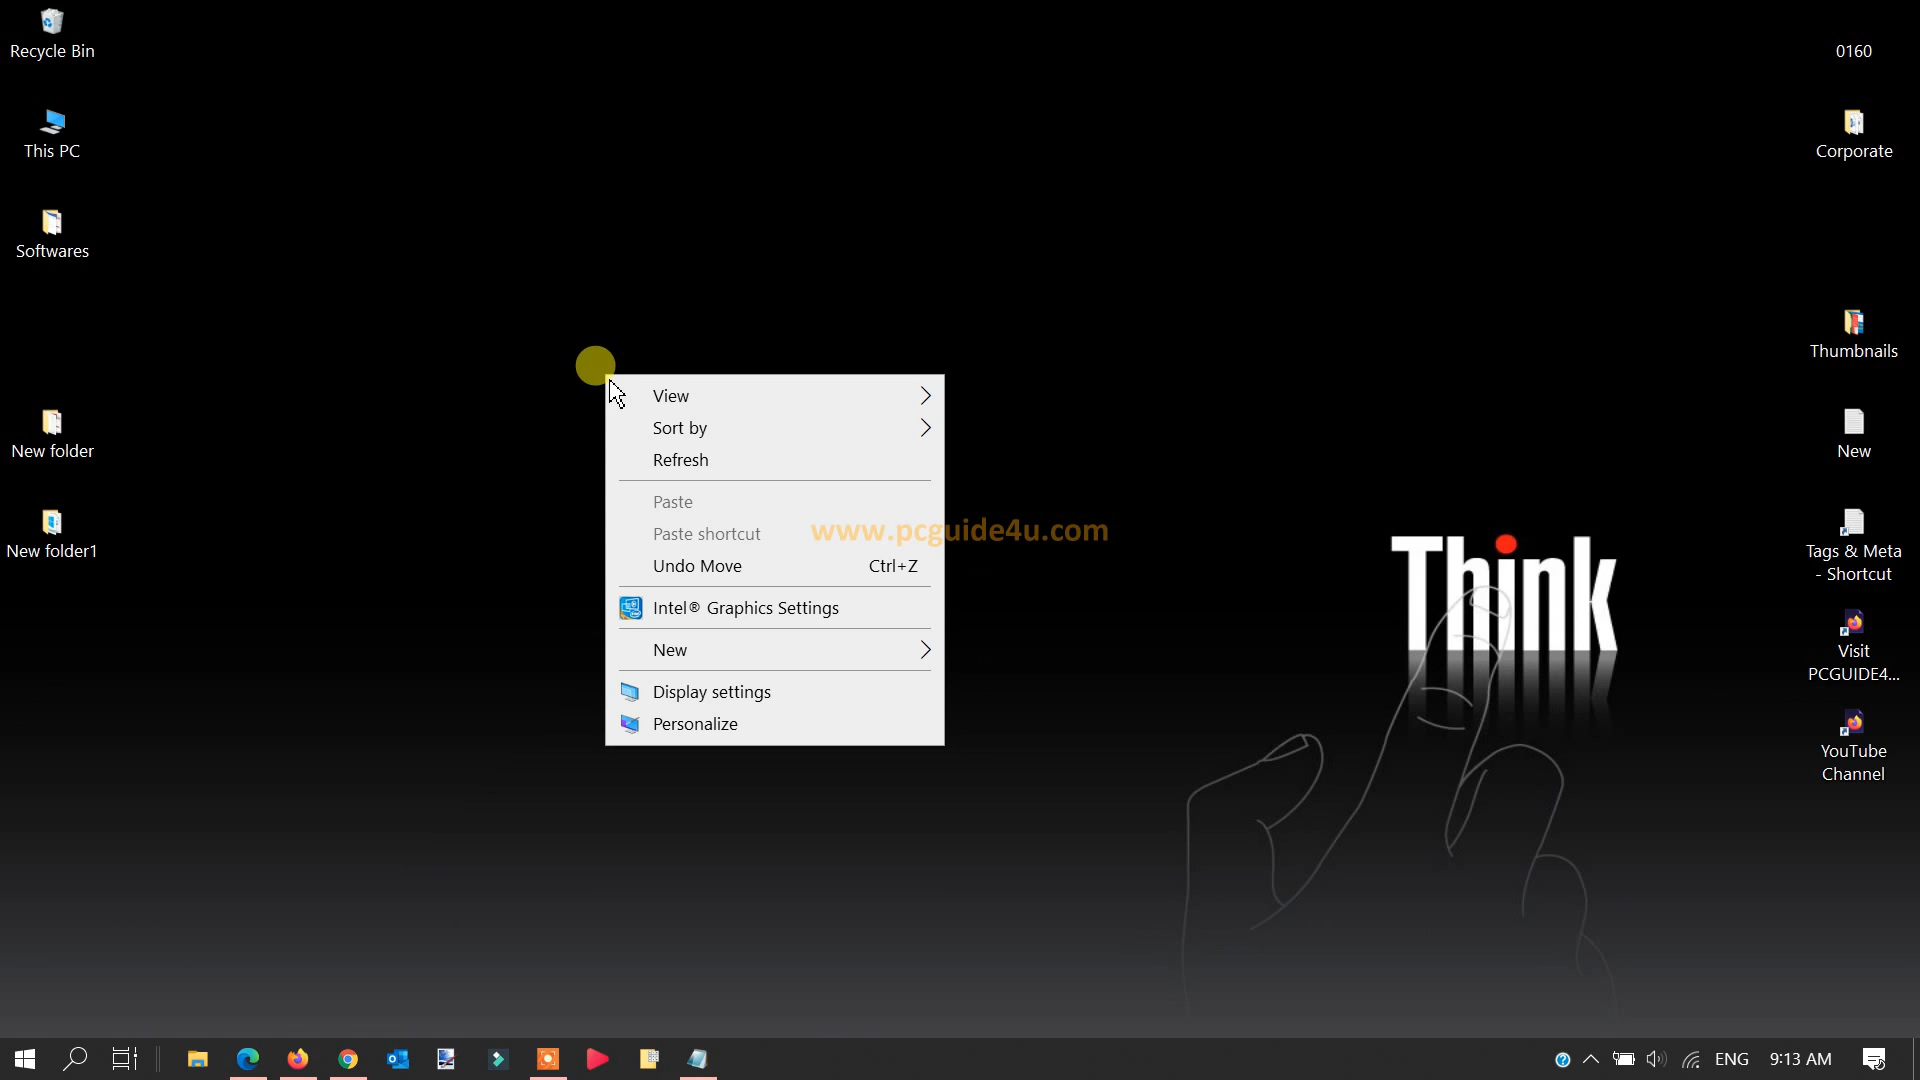 Recycle Bin
This PC
Softwares
New folder
New folder1
View
Sort by
Refresh
Paste
Paste shortcut
Undo Move Ctrl+Z
Intel® Graphics Settings
New
Display settings
Personalize
www.pcguide4u.com
Think
0160
Corporate
Thumbnails
New
Tags & Meta
- Shortcut
Visit
PCGUIDE4...
YouTube
Channel
ENG
9:13 AM